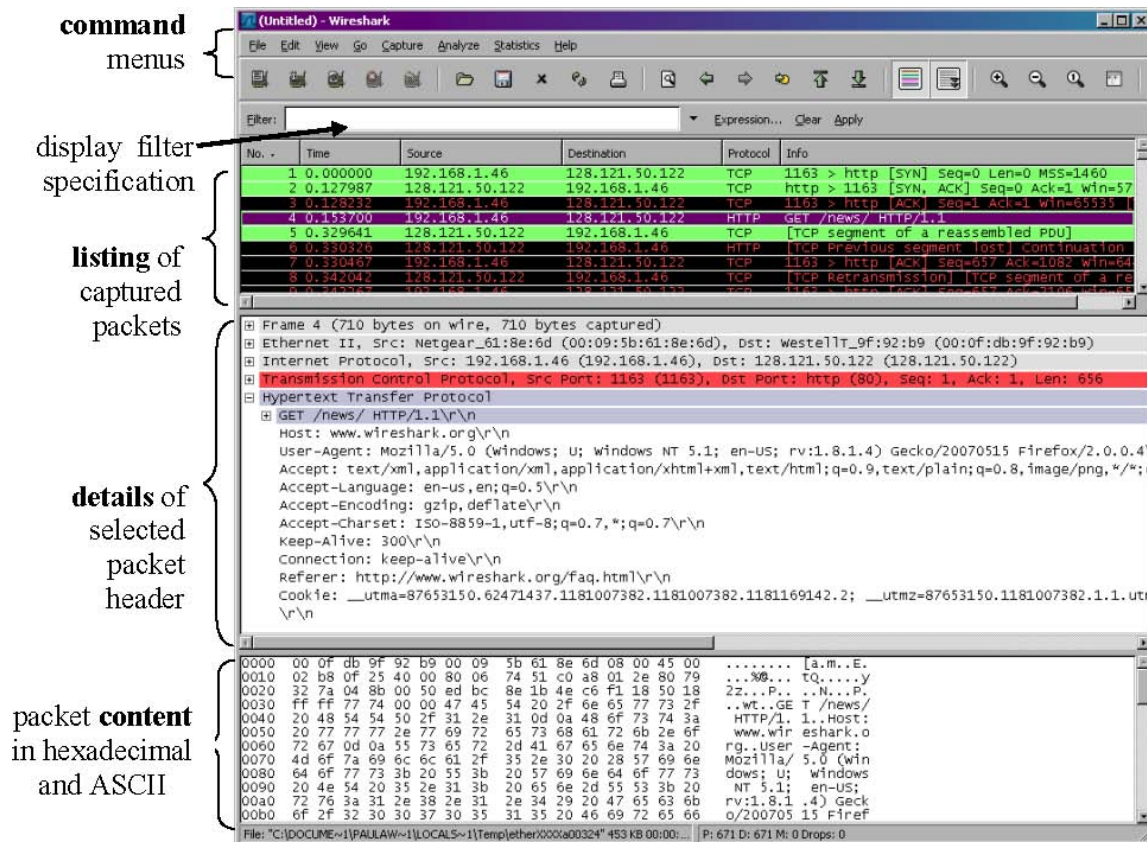 command
menus
display filter
specification
listing of
captured
packets
details of
selected
packet
header
packet content
in hexadecimal
and ASCII
(Untitled) - Wireshark
File Edit View Go Capture Analyze Statistics Help
Filter: Expression... Clear Apply
No. . Time Source Destination Protocol Info
1 0.000000 192.168.1.46 128.121.50.122 TCP 1163 > http [SYN] Seq=0 Len=0 MSS=1460
2 0.127987 128.121.50.122 192.168.1.46 TCP http > 1163 [SYN, ACK] Seq=0 Ack=1 Win=57
3 0.128232 192.168.1.46 128.121.50.122 TCP 1163 > http [ACK] Seq=1 Ack=1 Win=65535 [
4 0.153700 192.168.1.46 128.121.50.122 HTTP GET /news/ HTTP/1.1
5 0.329641 128.121.50.122 192.168.1.46 TCP [TCP segment of a reassembled PDU]
6 0.330326 128.121.50.122 192.168.1.46 HTTP [TCP Previous segment lost] Continuation
7 0.330467 192.168.1.46 128.121.50.122 TCP 1163 > http [ACK] Seq=657 Ack=1082 Win=64
8 0.342042 128.121.50.122 192.168.1.46 TCP [TCP Retransmission] [TCP segment of a re
Frame 4 (710 bytes on wire, 710 bytes captured)
Ethernet II, Src: Netgear_61:8e:6d (00:09:5b:61:8e:6d), Dst: WestellT_9f:92:b9 (00:0f:db:9f:92:b9)
Internet Protocol, Src: 192.168.1.46 (192.168.1.46), Dst: 128.121.50.122 (128.121.50.122)
Transmission Control Protocol, Src Port: 1163 (1163), Dst Port: http (80), Seq: 1, Ack: 1, Len: 656
Hypertext Transfer Protocol
GET /news/ HTTP/1.1\r\n
Host: www.wireshark.org\r\n
User-Agent: Mozilla/5.0 (Windows; U; Windows NT 5.1; en-US; rv:1.8.1.4) Gecko/20070515 Firefox/2.0.0.4
Accept: text/xml,application/xml,application/xhtml+xml,text/html;q=0.9,text/plain;q=0.8,image/png,*/*;
Accept-Language: en-us,en;q=0.5\r\n
Accept-Encoding: gzip,deflate\r\n
Accept-Charset: ISO-8859-1,utf-8;q=0.7,*;q=0.7\r\n
Keep-Alive: 300\r\n
Connection: keep-alive\r\n
Referer: http://www.wireshark.org/faq.html\r\n
Cookie: __utma=87653150.62471437.1181007382.1181007382.1181169142.2; __utmz=87653150.1181007382.1.1.utm
\r\n
0000 00 0f db 9f 92 b9 00 09 5b 61 8e 6d 08 00 45 00 ........ [a.m..E.
0010 02 b8 0f 25 40 00 80 06 74 51 c0 a8 01 2e 80 79 ...%@... tQ.....y
0020 32 7a 04 8b 00 50 ed bc 8e 1b 4e c6 f1 18 50 18 2z...P.. ..N...P.
0030 ff ff 77 74 00 00 47 45 54 20 2f 6e 65 77 73 2f ..wt..GE T /news/
0040 20 48 54 54 50 2f 31 2e 31 0d 0a 48 6f 73 74 3a HTTP/1. 1..Host:
0050 20 77 77 77 2e 77 69 72 65 73 68 61 72 6b 2e 6f www.wir eshark.o
0060 72 67 0d 0a 55 73 65 72 2d 41 67 65 6e 74 3a 20 rg..User -Agent:
0070 4d 6f 7a 69 6c 6c 61 2f 35 2e 30 20 28 57 69 6e Mozilla/ 5.0 (Win
0080 64 6f 77 73 3b 20 55 3b 20 57 69 6e 64 6f 77 73 dows; U; Windows
0090 20 4e 54 20 35 2e 31 3b 20 65 6e 2d 55 53 3b 20 NT 5.1; en-US;
00a0 72 76 3a 31 2e 38 2e 31 2e 34 29 20 47 65 63 6b rv:1.8.1 .4) Geck
00b0 6f 2f 32 30 30 37 30 35 31 35 20 46 69 72 65 66 o/200705 15 Firef
File: "C:\DOCUME~1\PAULAW~1\LOCALS~1\Temp\etherXXXXa00324" 453 KB 00:00:... P: 671 D: 671 M: 0 Drops: 0